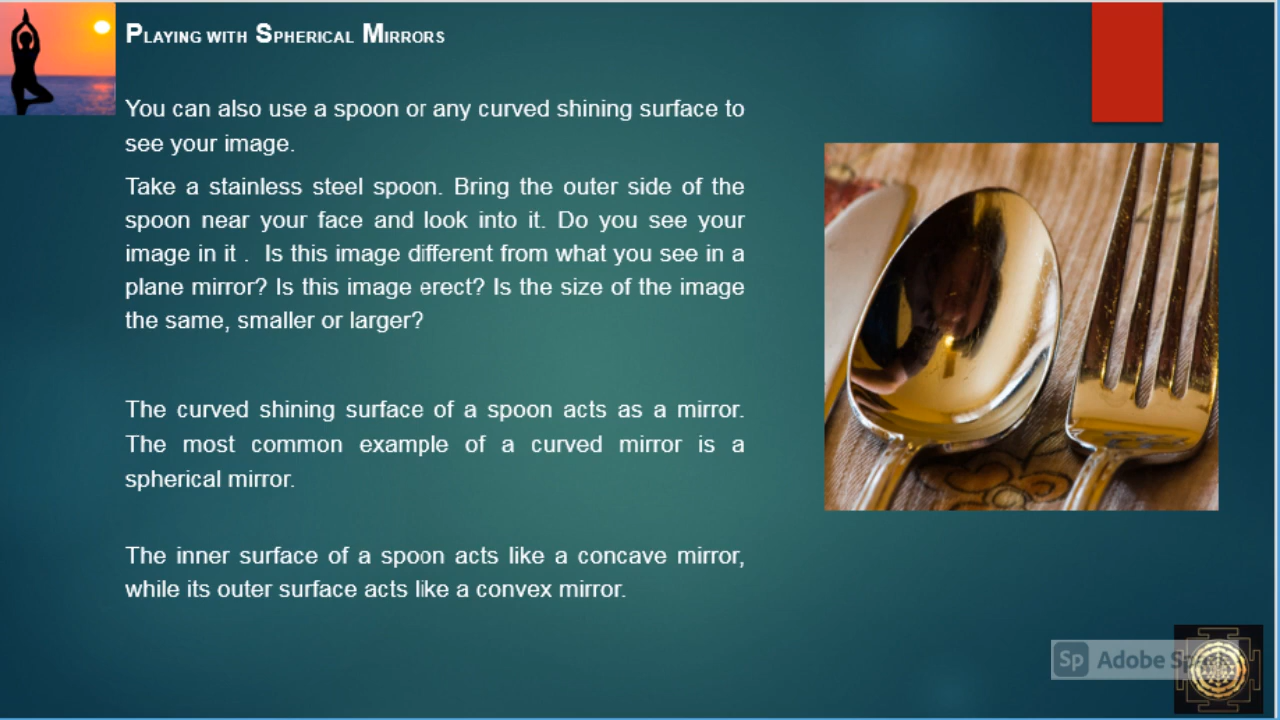 PLAYING WITH SPHERICAL MIRRORS
You can also use a spoon or any curved shining surface to
see your image.
Take a stainless steel spoon. Bring the outer side of the
spoon near your face and look into it. Do you see your
image in it .  Is this image different from what you see in a
plane mirror? Is this image erect? Is the size of the image
the same, smaller or larger?
The curved shining surface of a spoon acts as a mirror.
The most common example of a curved mirror is a
spherical mirror.
The inner surface of a spoon acts like a concave mirror,
while its outer surface acts like a convex mirror.
Sp Adobe